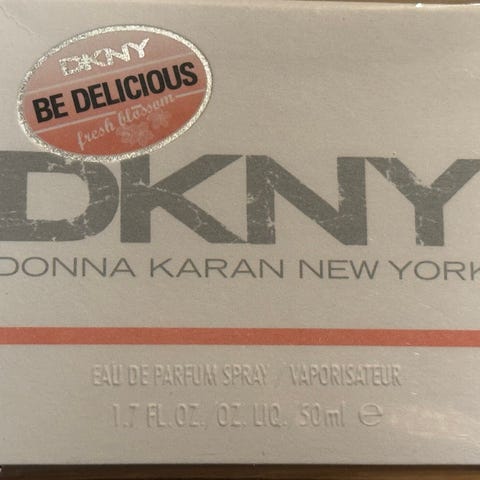 DKNY
BE DELICIOUS
fresh blossom
DKNY
DONNA KARAN NEW YORK
EAU DE PARFUM SPRAY / VAPORISATEUR
1.7 FL.OZ./OZ. LIQ. 50ml ℮